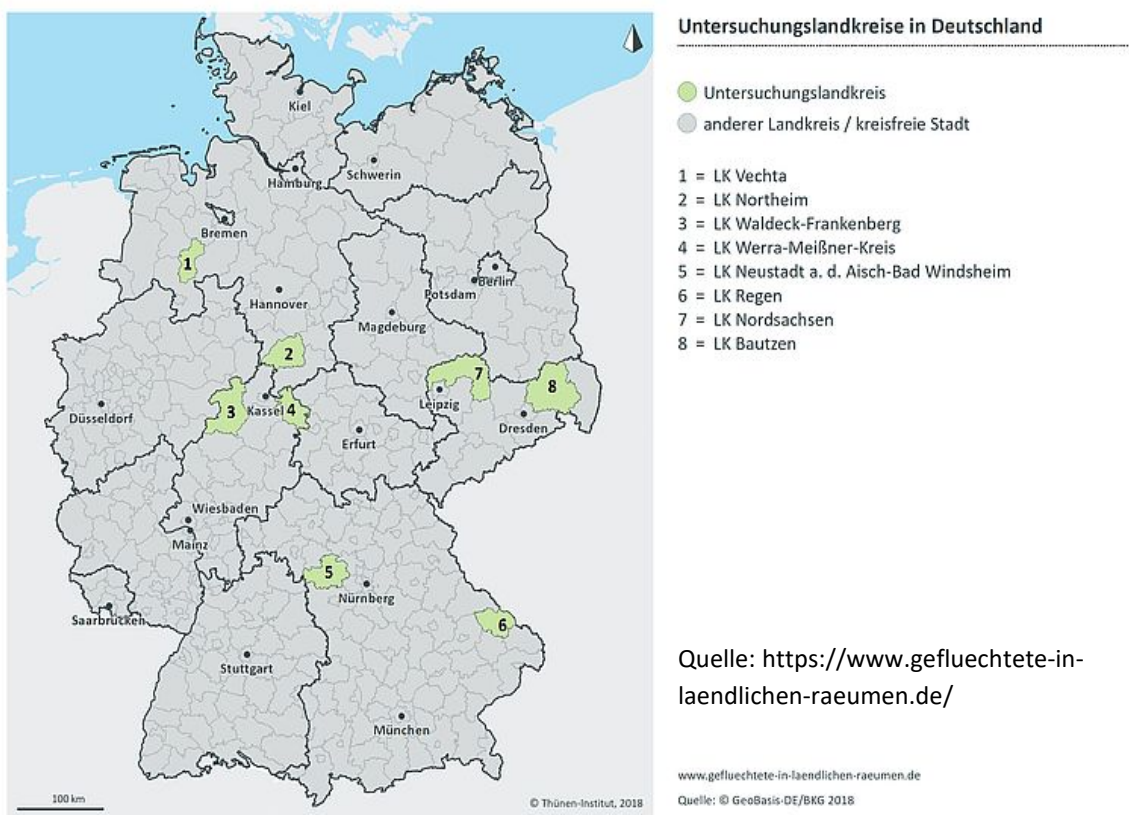 Kiel
Hamburg
Schwerin
Bremen
1
Berlin
Potsdam
Hannover
Magdeburg
2
7
8
Leipzig
Düsseldorf
3
Kassel
4
Dresden
Erfurt
Wiesbaden
Mainz
5
Nürnberg
Saarbrücken
6
Stuttgart
München
100 km
© Thünen-Institut, 2018
Untersuchungslandkreise in Deutschland
Untersuchungslandkreis
anderer Landkreis / kreisfreie Stadt
1 = LK Vechta
2 = LK Northeim
3 = LK Waldeck-Frankenberg
4 = LK Werra-Meißner-Kreis
5 = LK Neustadt a. d. Aisch-Bad Windsheim
6 = LK Regen
7 = LK Nordsachsen
8 = LK Bautzen
Quelle: https://www.gefluechtete-in-
laendlichen-raeumen.de/
www.gefluechtete-in-laendlichen-raeumen.de
Quelle: © GeoBasis-DE/BKG 2018